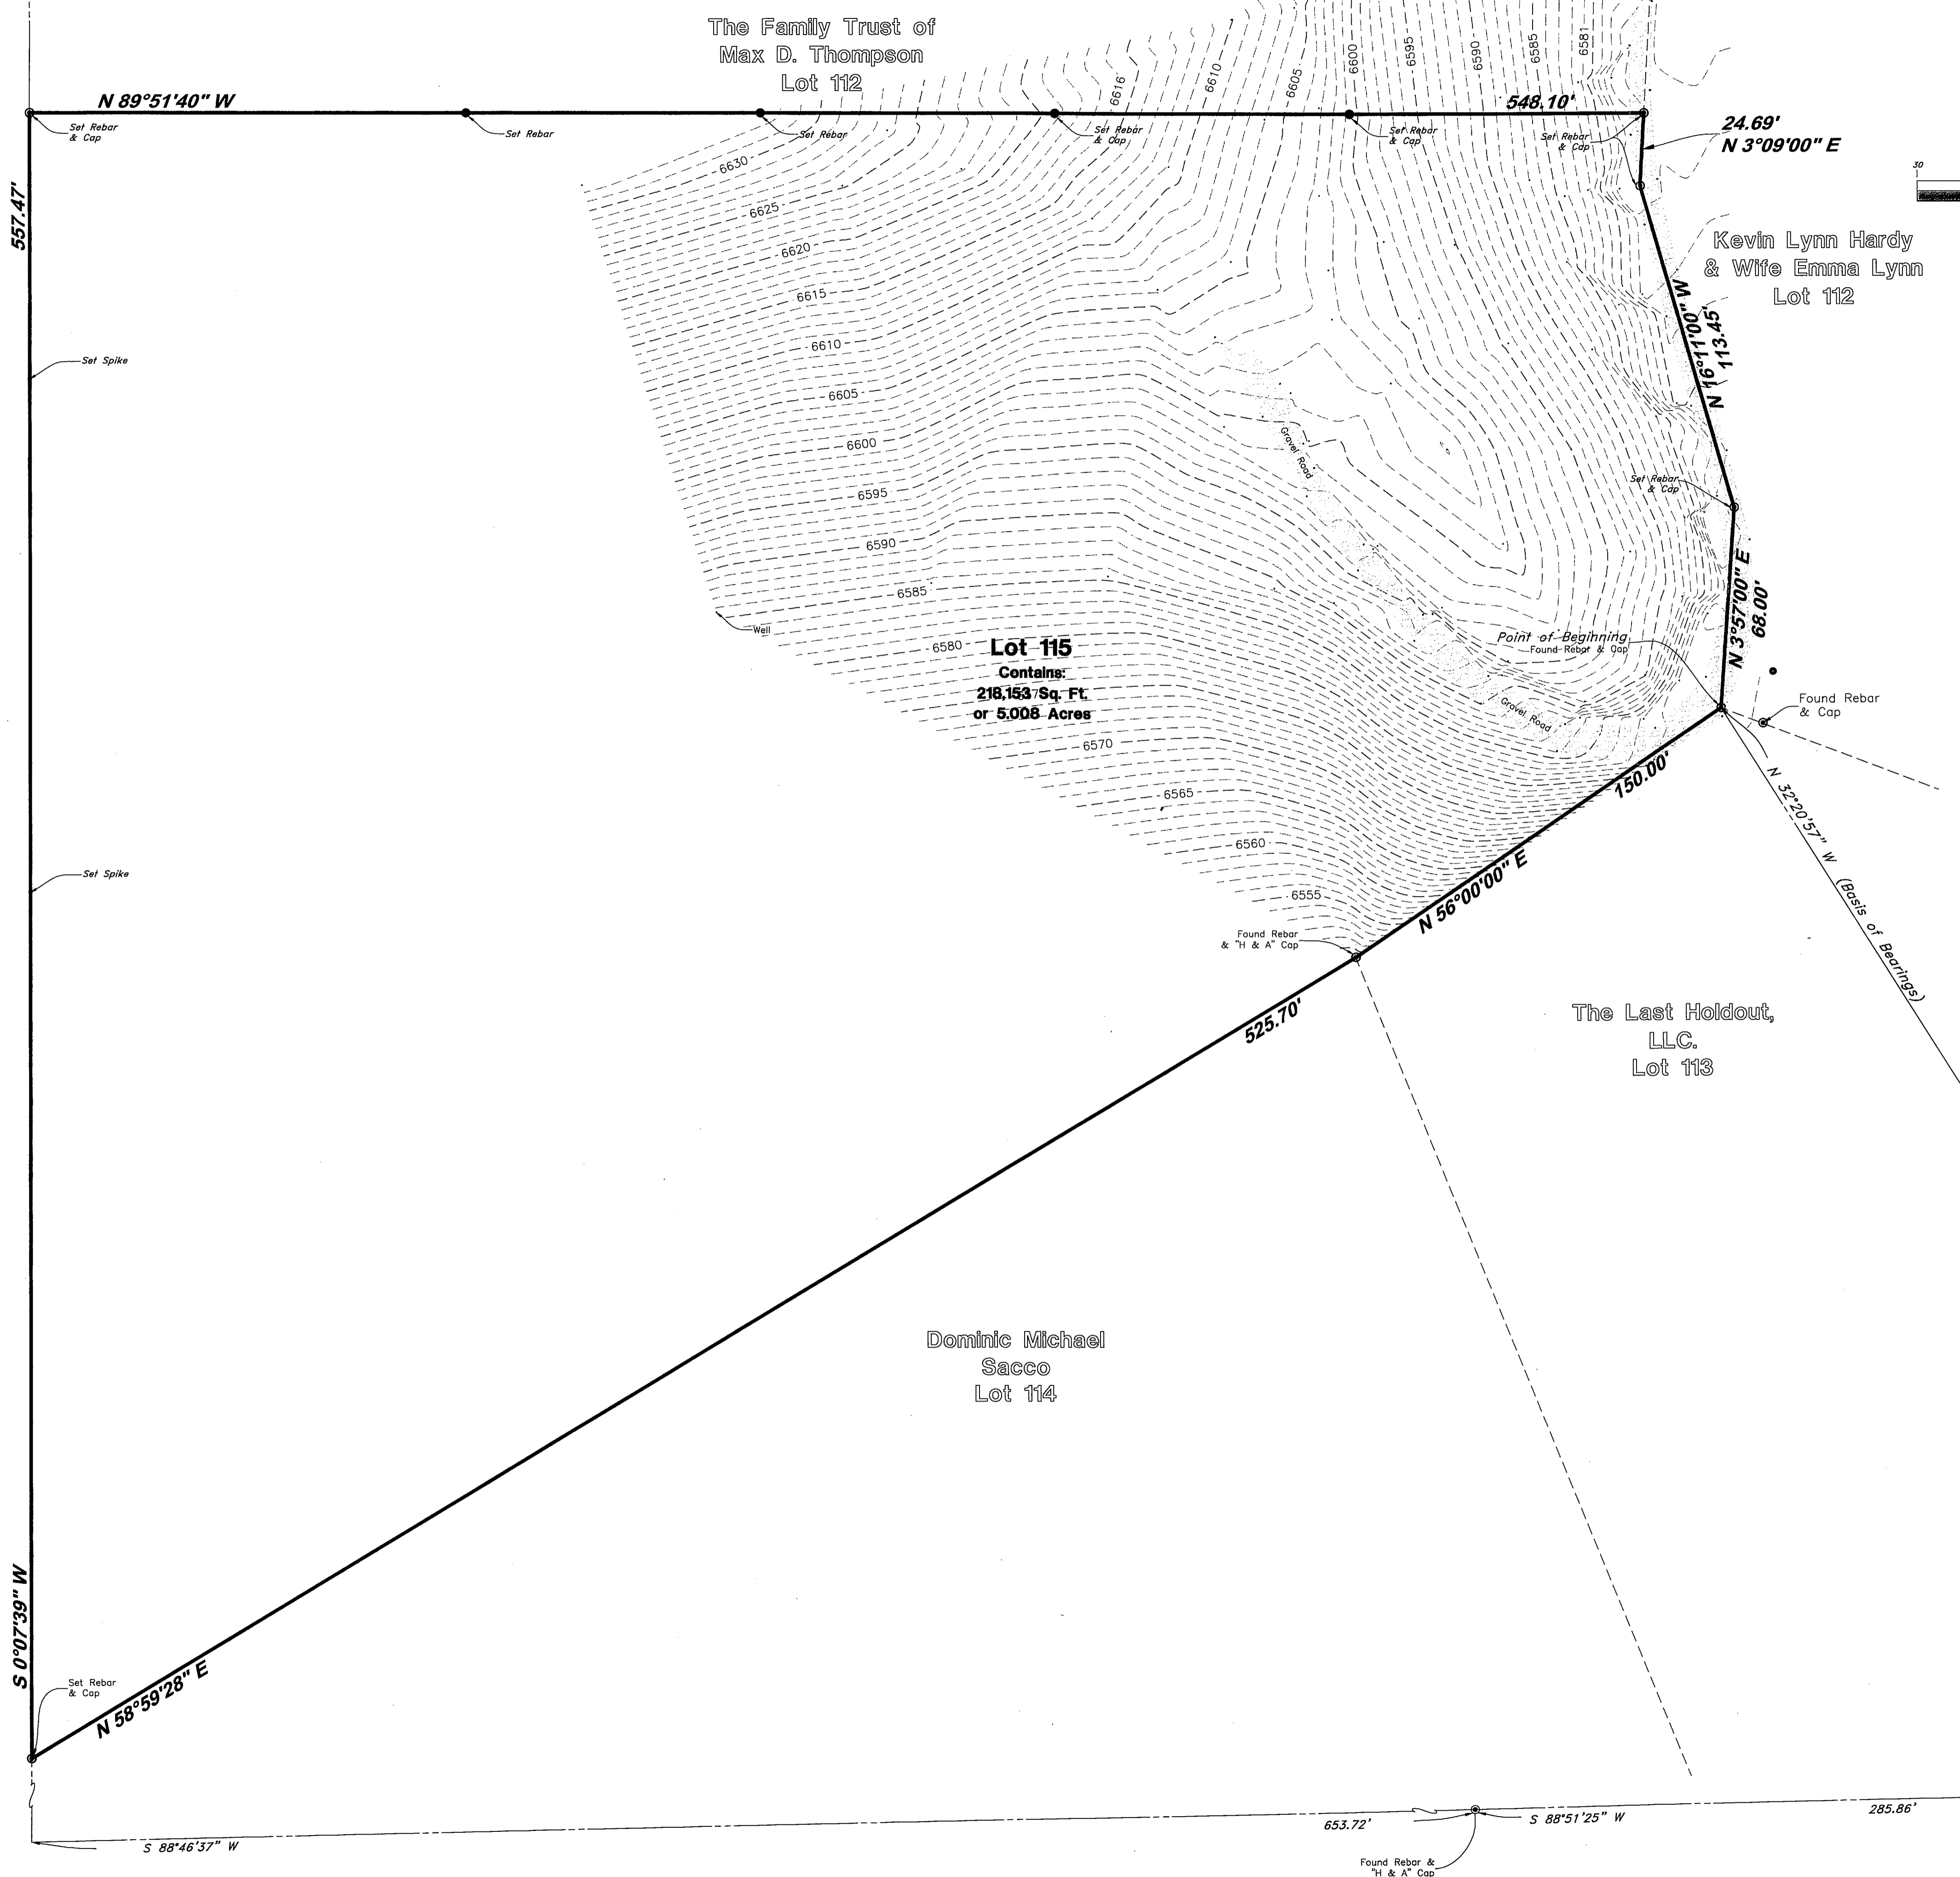 The Family Trust of
Max D. Thompson
Lot 112
6616
6610
6605
6600
6595
6590
6585
6581
N 89°51'40" W
548.10'
Set Rebar
& Cap
Set Rebar
Set Rebar
Set Rebar
& Cap
Set Rebar
& Cap
Set Rebar
& Cap
24.69'
N 3°09'00" E
30
557.47'
6630
6625
6620
6615
6610
6605
6600
6595
6590
6585
6580
6570
6565
6560
6555
Kevin Lynn Hardy
& Wife Emma Lynn
Lot 112
N 16°11'00" W
113.45'
Set Spike
Gravel Road
Set Rebar
& Cap
N 3°57'00" E
68.00'
Well
Lot 115
Contains:
218,153 Sq. Ft.
or 5.008 Acres
Point of Beginning
Found Rebar & Cap
Gravel Road
Found Rebar
& Cap
150.00'
N 56°00'00" E
N 32°20'57" W (Basis of Bearings)
Set Spike
Found Rebar
& "H & A" Cap
525.70'
The Last Holdout,
LLC.
Lot 113
Dominic Michael
Sacco
Lot 114
S 0°07'39" W
N 58°59'28" E
Set Rebar
& Cap
S 88°46'37" W
653.72'
S 88°51'25" W
285.86'
Found Rebar &
"H & A" Cap